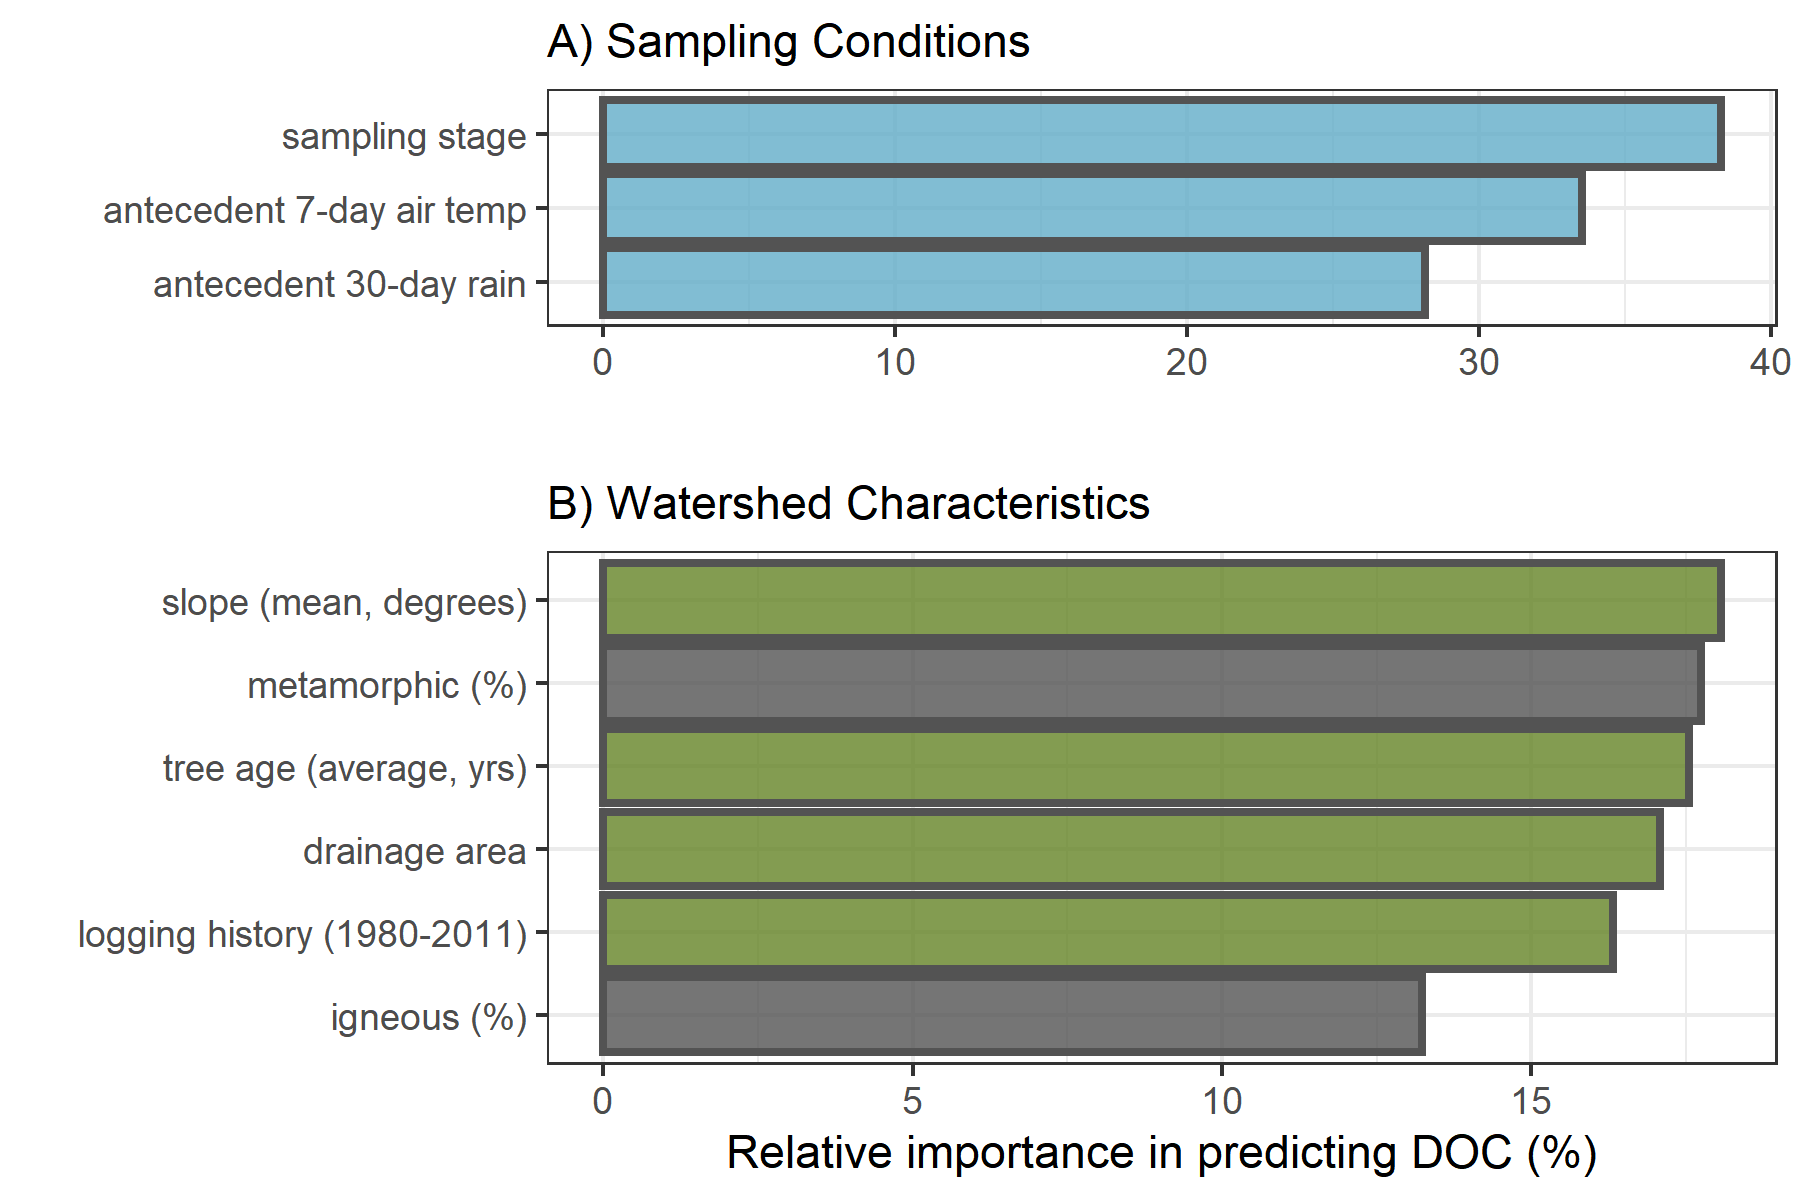 A) Sampling Conditions
sampling stage
antecedent 7-day air temp
antecedent 30-day rain
0 10 20 30 40
B) Watershed Characteristics
slope (mean, degrees)
metamorphic (%)
tree age (average, yrs)
drainage area
logging history (1980-2011)
igneous (%)
0 5 10 15
Relative importance in predicting DOC (%)